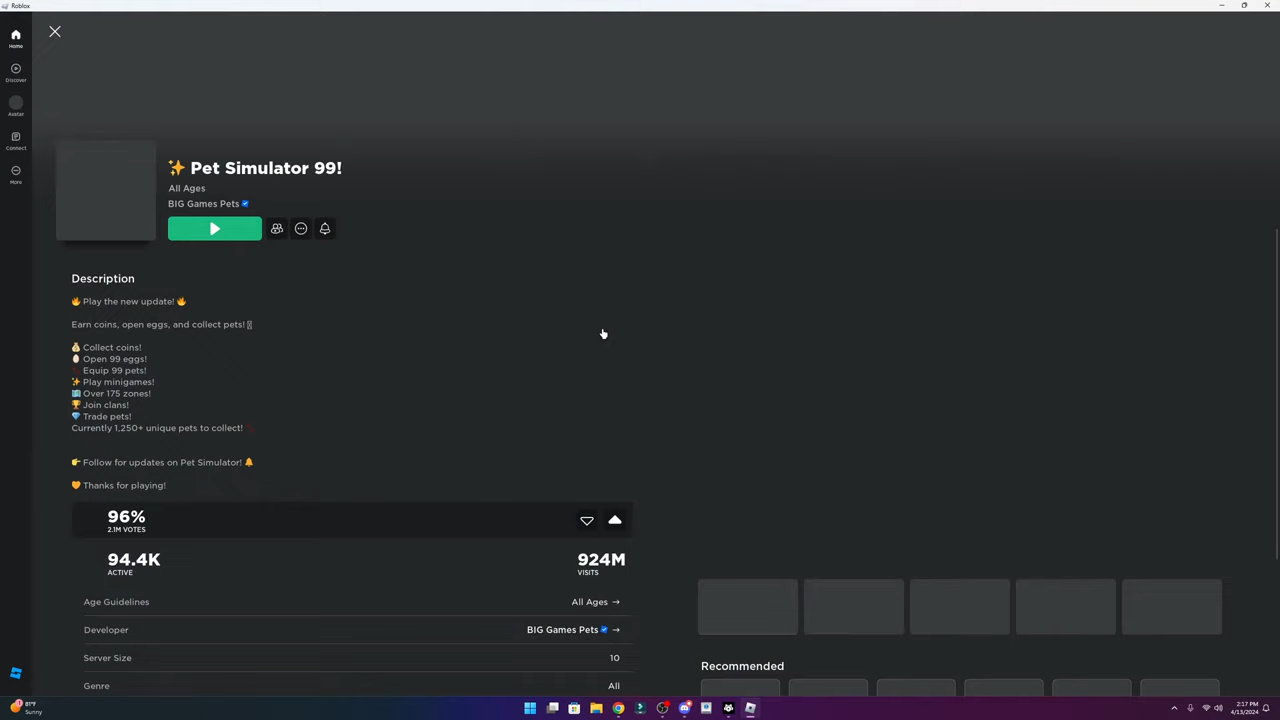 Roblox
Home
Discover
Avatar
Connect
More
✨ Pet Simulator 99!
All Ages
BIG Games Pets
Description
🔥 Play the new update! 🔥
Earn coins, open eggs, and collect pets!
💰 Collect coins!
🥚 Open 99 eggs!
Equip 99 pets!
✨ Play minigames!
🗺️ Over 175 zones!
🏆 Join clans!
💎 Trade pets!
Currently 1,250+ unique pets to collect!
👉 Follow for updates on Pet Simulator! 🔔
🧡 Thanks for playing!
96%
2.1M VOTES
94.4K
ACTIVE
924M
VISITS
Age Guidelines
All Ages →
Developer
BIG Games Pets →
Server Size
10
Genre
All
Recommended
1
81°F
Sunny
2:17 PM
4/13/2024